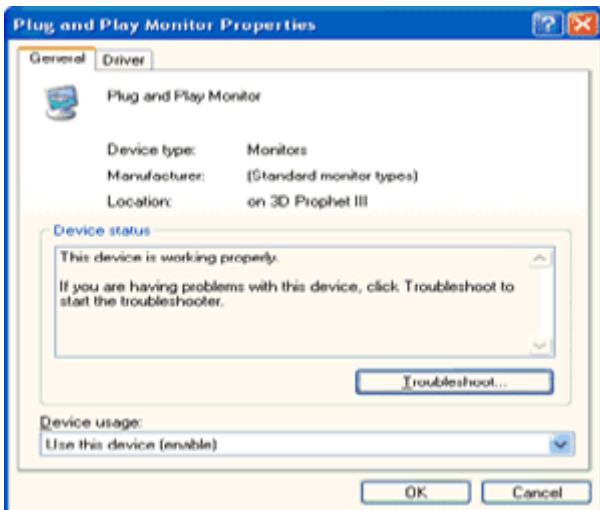 Plug and Play Monitor Properties
General Driver
Plug and Play Monitor
Device type: Monitors
Manufacturer: (Standard monitor types)
Location: on 3D Prophet III
Device status
This device is working properly.
If you are having problems with this device, click Troubleshoot to
start the troubleshooter.
Troubleshoot...
Device usage:
Use this device (enable)
OK Cancel